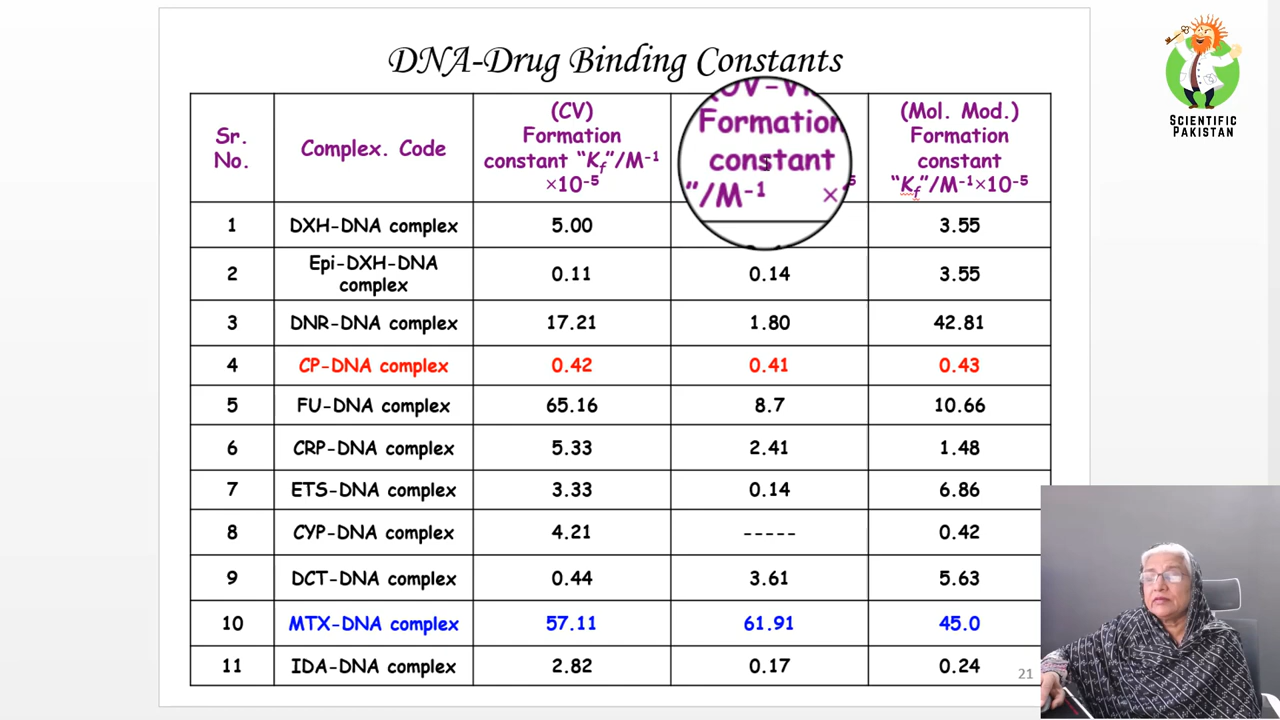 DNA-Drug Binding Constants
SCIENTIFIC
PAKISTAN
Sr.
No.
Complex. Code
(CV)
Formation
constant “Kf”/M-1
×10-5
Formation
constant
”/M-1 ×
5
(Mol. Mod.)
Formation
constant
“Kf”/M-1×10-5
1 DXH-DNA complex 5.00 3.55
2 Epi-DXH-DNA complex 0.11 0.14 3.55
3 DNR-DNA complex 17.21 1.80 42.81
4 CP-DNA complex 0.42 0.41 0.43
5 FU-DNA complex 65.16 8.7 10.66
6 CRP-DNA complex 5.33 2.41 1.48
7 ETS-DNA complex 3.33 0.14 6.86
8 CYP-DNA complex 4.21 ----- 0.42
9 DCT-DNA complex 0.44 3.61 5.63
10 MTX-DNA complex 57.11 61.91 45.0
11 IDA-DNA complex 2.82 0.17 0.24
21